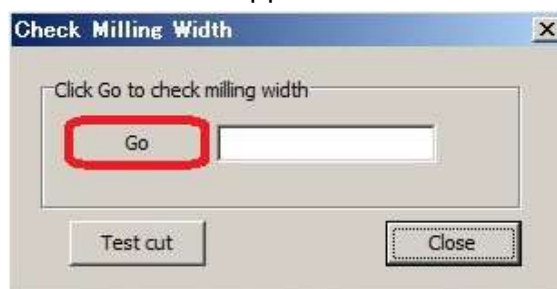 Check Milling Width
Click Go to check milling width
Go
Test cut
Close